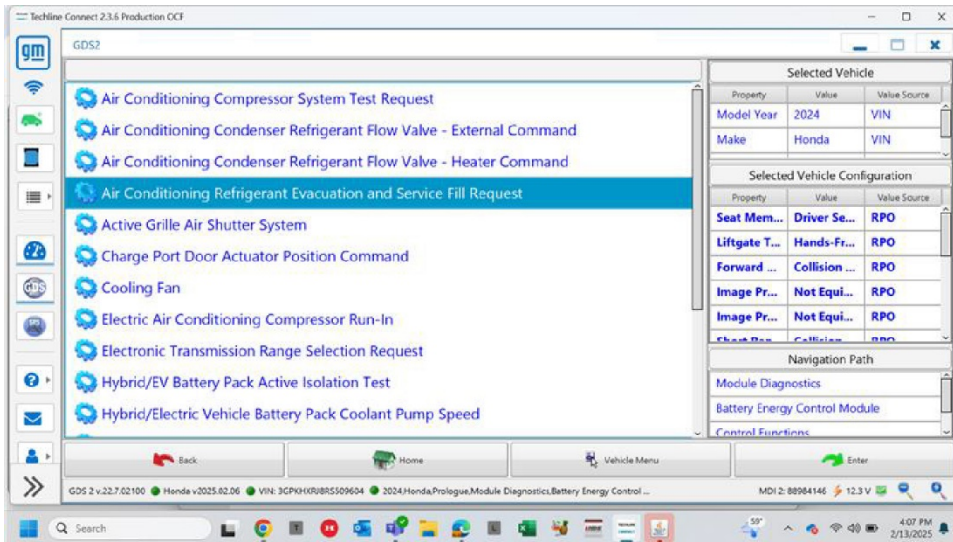 Techline Connect 2.3.6 Production OCF
gm
GDS2
Air Conditioning Compressor System Test Request
Air Conditioning Condenser Refrigerant Flow Valve - External Command
Air Conditioning Condenser Refrigerant Flow Valve - Heater Command
Air Conditioning Refrigerant Evacuation and Service Fill Request
Active Grille Air Shutter System
Charge Port Door Actuator Position Command
Cooling Fan
Electric Air Conditioning Compressor Run-In
Electronic Transmission Range Selection Request
Hybrid/EV Battery Pack Active Isolation Test
Hybrid/Electric Vehicle Battery Pack Coolant Pump Speed
Selected Vehicle
Property Value Value Source
Model Year 2024 VIN
Make Honda VIN
Selected Vehicle Configuration
Property Value Value Source
Seat Mem... Driver Se... RPO
Liftgate T... Hands-Fr... RPO
Forward ... Collision ... RPO
Image Pr... Not Equi... RPO
Image Pr... Not Equi... RPO
Navigation Path
Module Diagnostics
Battery Energy Control Module
Control Functions
Back Home Vehicle Menu Enter
GDS 2 v.22.7.02100 Honda v2025.02.06 VIN: 3GPKHXRJ8RS509604 2024,Honda,Prologue,Module Diagnostics,Battery Energy Control ... MDI 2: 88984146 12.3 V
Search
59°
4:07 PM
2/13/2025